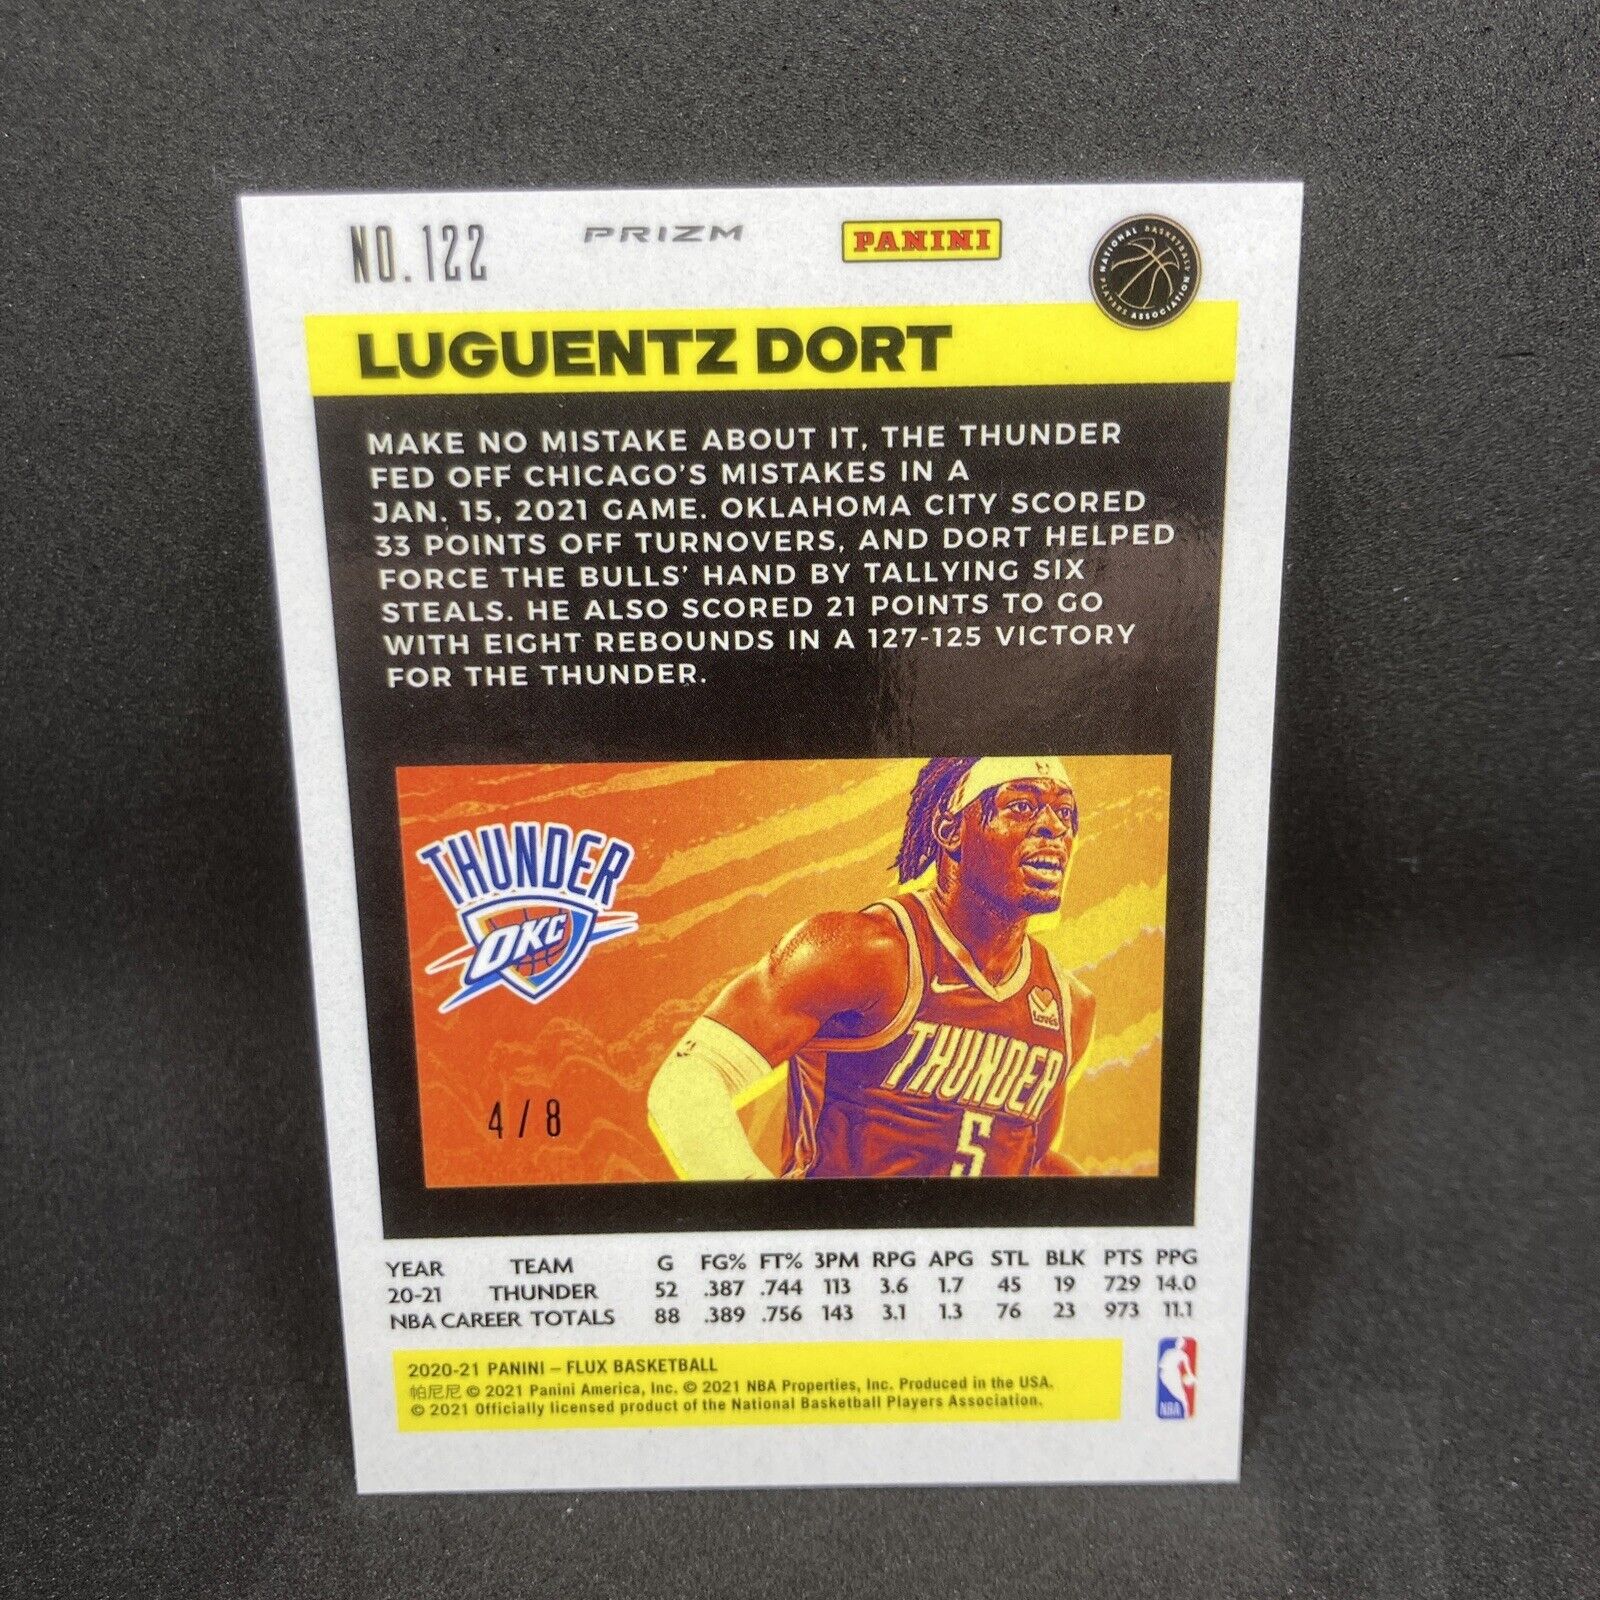 NO. 122 PRIZM PANINI NATIONAL BASKETBALL PLAYERS ASSOCIATION
LUGUENTZ DORT
MAKE NO MISTAKE ABOUT IT, THE THUNDER
FED OFF CHICAGO'S MISTAKES IN A
JAN. 15, 2021 GAME. OKLAHOMA CITY SCORED
33 POINTS OFF TURNOVERS, AND DORT HELPED
FORCE THE BULLS' HAND BY TALLYING SIX
STEALS. HE ALSO SCORED 21 POINTS TO GO
WITH EIGHT REBOUNDS IN A 127-125 VICTORY
FOR THE THUNDER.
THUNDER
OKC
Love's
THUNDER
5
4 / 8
YEAR TEAM G FG% FT% 3PM RPG APG STL BLK PTS PPG
20-21 THUNDER 52 .387 .744 113 3.6 1.7 45 19 729 14.0
NBA CAREER TOTALS 88 .389 .756 143 3.1 1.3 76 23 973 11.1
2020-21 PANINI – FLUX BASKETBALL
帕尼尼 © 2021 Panini America, Inc. © 2021 NBA Properties, Inc. Produced in the USA.
© 2021 Officially licensed product of the National Basketball Players Association.
NBA